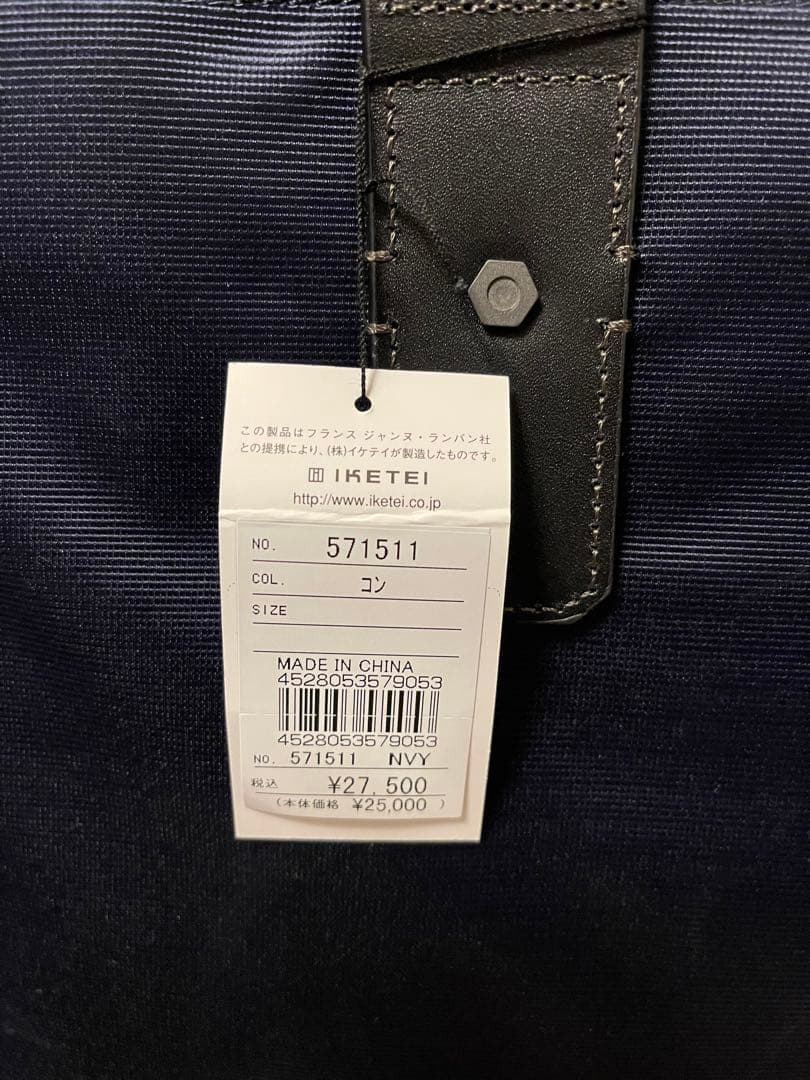 この製品はフランス ジャンヌ・ランバン社
との提携により、(株)イケテイが製造したものです。
IKETEI
http://www.iketei.co.jp
NO. 571511
COL. コン
SIZE
MADE IN CHINA
4528053579053
4528053579053
NO. 571511 NVY
税込 ¥27,500
(本体価格 ¥25,000 )